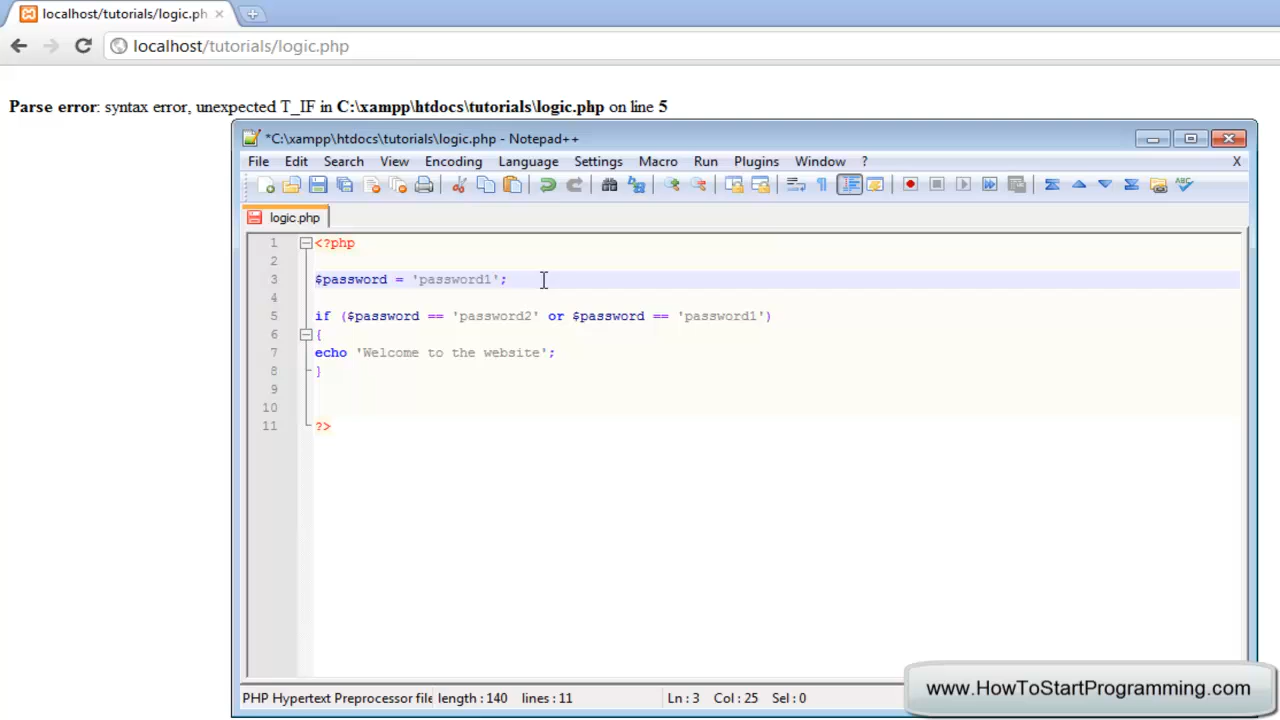 localhost/tutorials/logic.ph
localhost/tutorials/logic.php
Parse error: syntax error, unexpected T_IF in C:\xampp\htdocs\tutorials\logic.php on line 5
*C:\xampp\htdocs\tutorials\logic.php - Notepad++
File Edit Search View Encoding Language Settings Macro Run Plugins Window ? X
logic.php
1 <?php
2
3 $password = 'password1';
4
5 if ($password == 'password2' or $password == 'password1')
6 {
7 echo 'Welcome to the website';
8 }
9
10
11 ?>
PHP Hypertext Preprocessor file length : 140 lines : 11 Ln : 3 Col : 25 Sel : 0
www.HowToStartProgramming.com